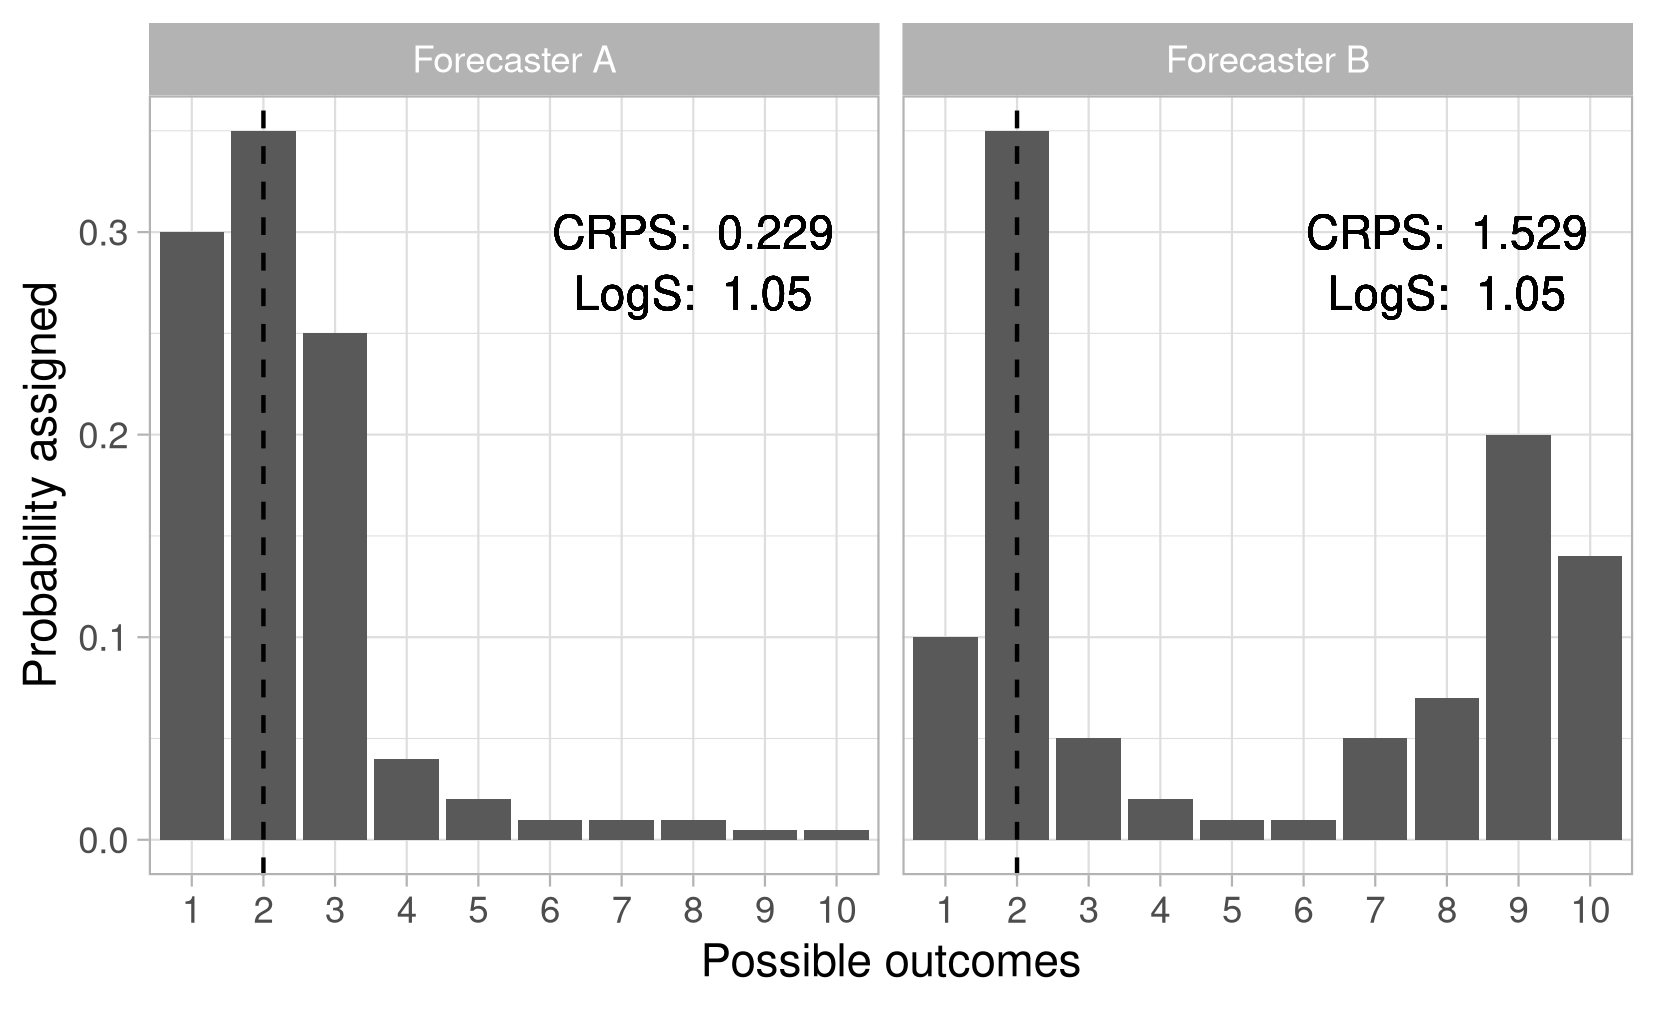 Forecaster A
Forecaster B
CRPS: 0.229
LogS: 1.05
CRPS: 1.529
LogS: 1.05
Probability assigned
0.3
0.2
0.1
0.0
1 2 3 4 5 6 7 8 9 10
1 2 3 4 5 6 7 8 9 10
Possible outcomes